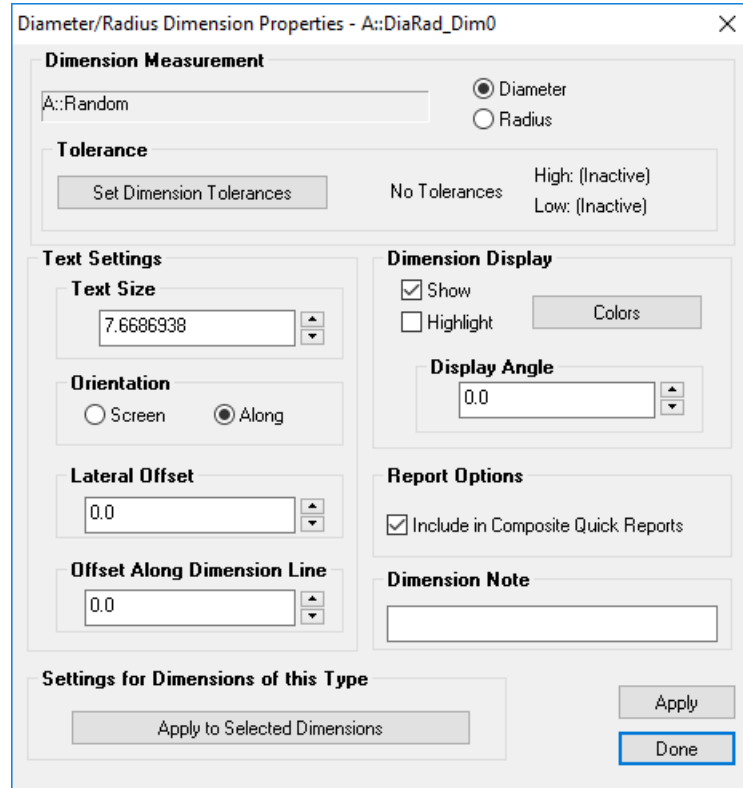 Diameter/Radius Dimension Properties - A::DiaRad_Dim0
Dimension Measurement
A::Random
Diameter
Radius
Tolerance
Set Dimension Tolerances
No Tolerances
High: (Inactive)
Low: (Inactive)
Text Settings
Text Size
7.6686938
Orientation
Screen
Along
Lateral Offset
0.0
Offset Along Dimension Line
0.0
Dimension Display
Show
Highlight
Colors
Display Angle
0.0
Report Options
Include in Composite Quick Reports
Dimension Note
Settings for Dimensions of this Type
Apply to Selected Dimensions
Apply
Done